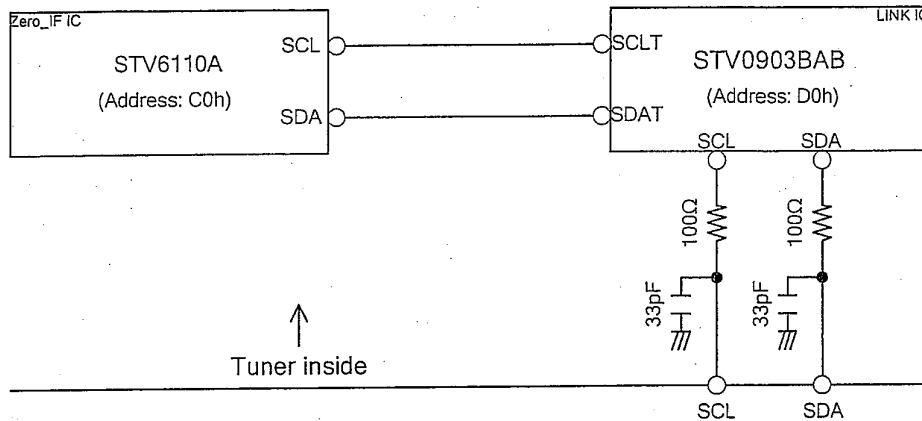 Zero_IF IC
LINK IC
STV6110A
(Address: C0h)
SCL
SDA
SCLT
SDAT
STV0903BAB
(Address: D0h)
SCL
SDA
100Ω
100Ω
33pF
33pF
Tuner inside
SCL
SDA